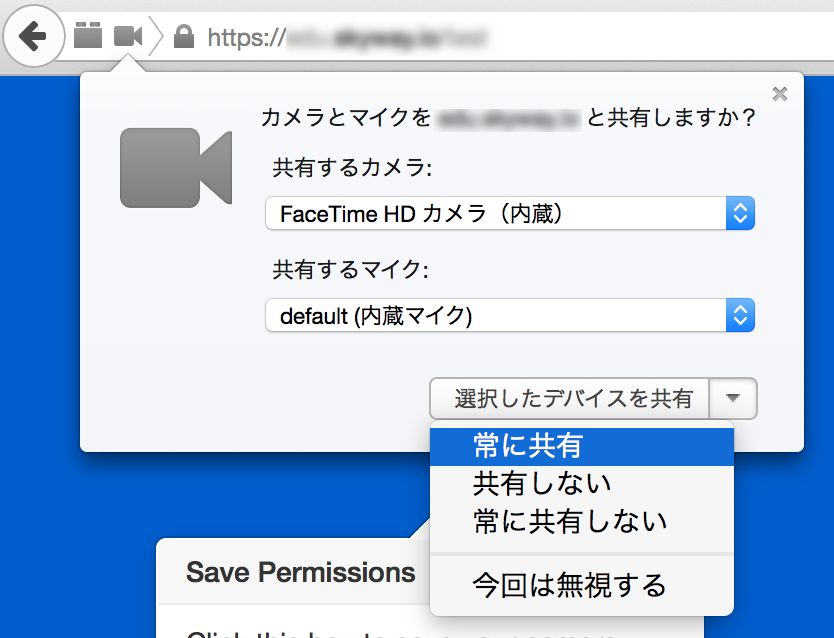 https://
カメラとマイクを と共有しますか？
共有するカメラ:
FaceTime HD カメラ（内蔵）
共有するマイク:
default (内蔵マイク)
選択したデバイスを共有
常に共有
共有しない
常に共有しない
今回は無視する
Save Permissions